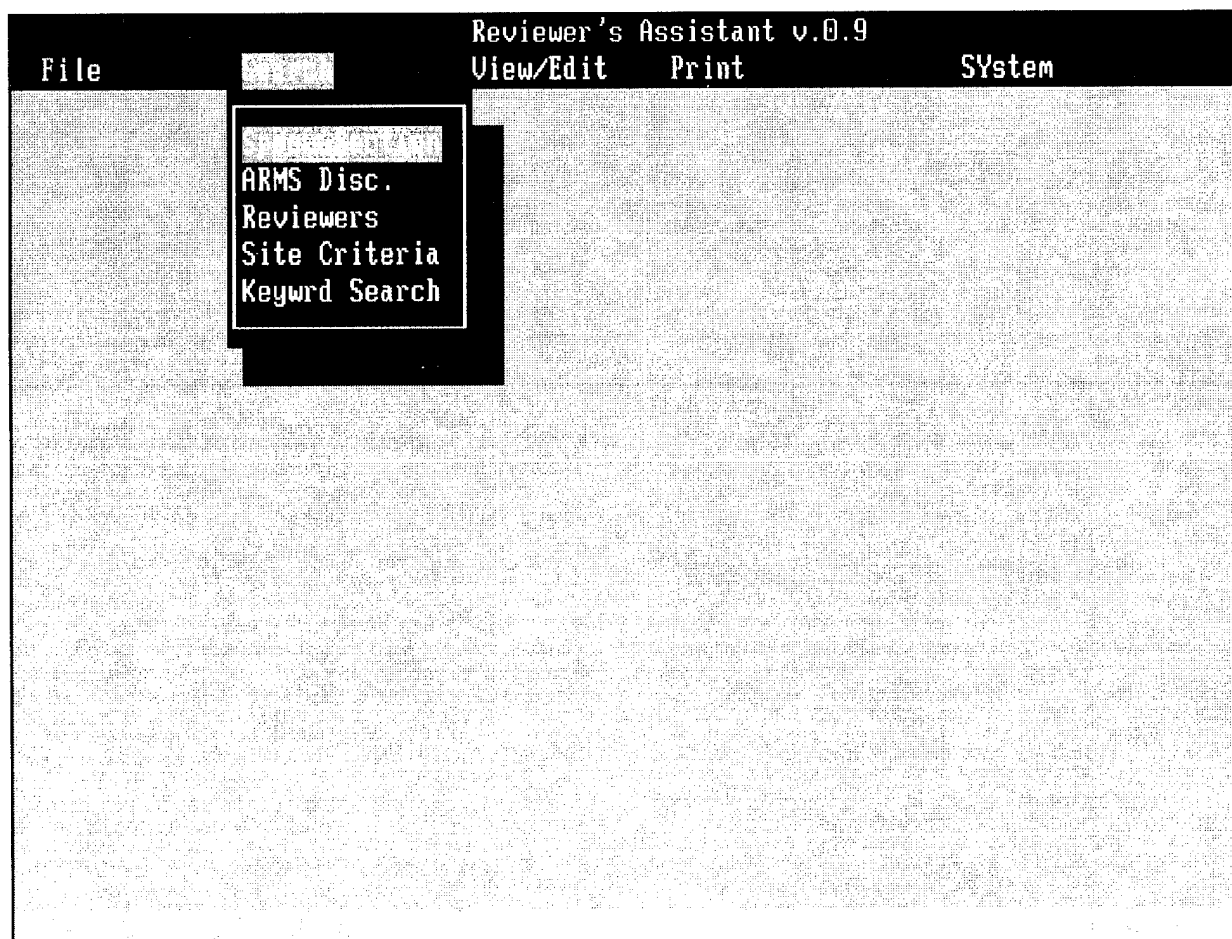 Reviewer's Assistant v.0.9
File View/Edit Print SYstem
ARMS Disc.
Reviewers
Site Criteria
Keywrd Search